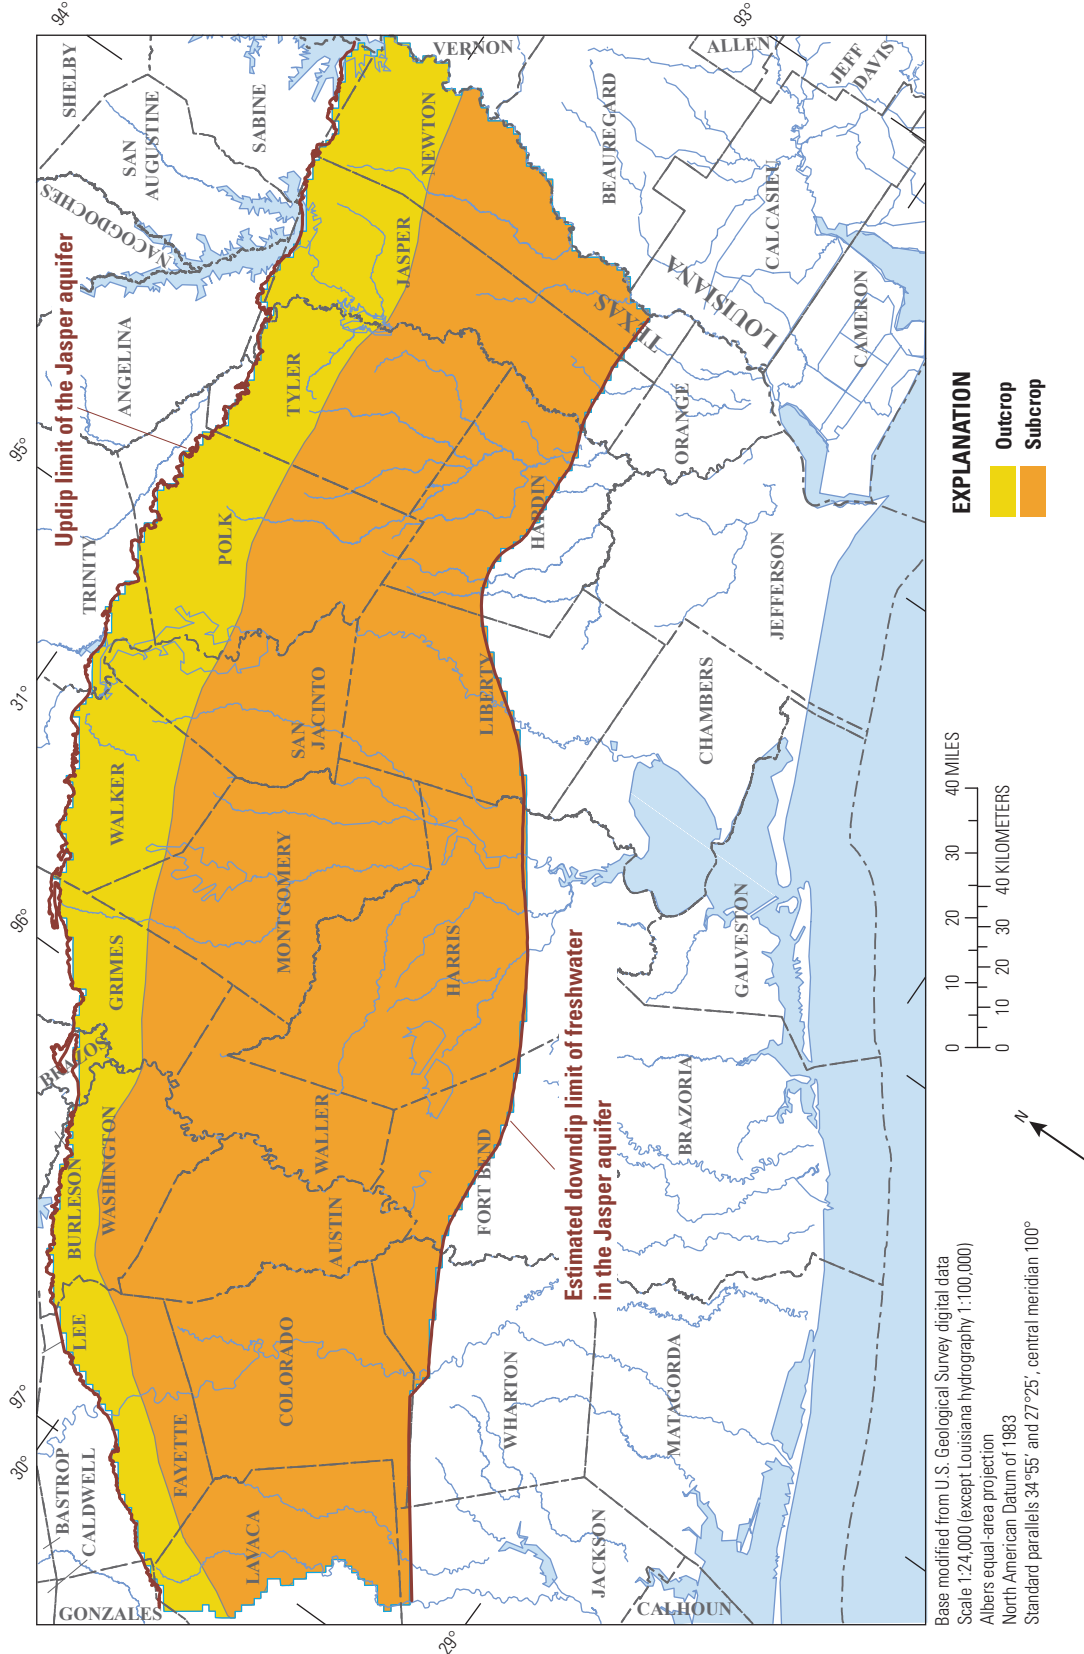 94°
93°
95°
31°
96°
97°
30°
29°
SHELBY
SAN
AUGUSTINE
SABINE
NACOGDOCHES
ANGELINA
TRINITY
VERNON
ALLEN
JEFF
DAVIS
BEAUREGARD
CALCASIEU
CAMERON
LOUISIANA
TEXAS
NEWTON
JASPER
TYLER
POLK
HARDIN
ORANGE
JEFFERSON
LIBERTY
CHAMBERS
SAN
JACINTO
WALKER
MONTGOMERY
GRIMES
HARRIS
GALVESTON
BRAZOS
BURLESON
WASHINGTON
WALLER
AUSTIN
FORT BEND
BRAZORIA
LEE
FAYETTE
COLORADO
WHARTON
MATAGORDA
BASTROP
CALDWELL
GONZALES
LAVACA
JACKSON
CALHOUN
Updip limit of the Jasper aquifer
Estimated downdip limit of freshwater
in the Jasper aquifer
EXPLANATION
Outcrop
Subcrop
0 10 20 30 40 MILES
0 10 20 30 40 KILOMETERS
N
Base modified from U.S. Geological Survey digital data
Scale 1:24,000 (except Louisiana hydrography 1:100,000)
Albers equal-area projection
North American Datum of 1983
Standard parallels 34°55' and 27°25', central meridian 100°